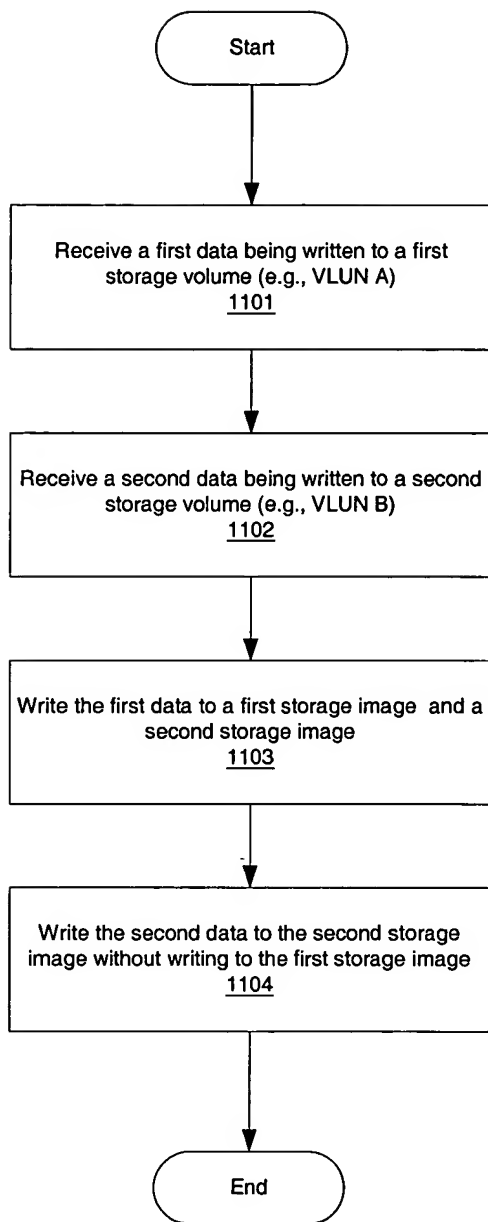 Start
Receive a first data being written to a first
storage volume (e.g., VLUN A)
1101
Receive a second data being written to a second
storage volume (e.g., VLUN B)
1102
Write the first data to a first storage image and a
second storage image
1103
Write the second data to the second storage
image without writing to the first storage image
1104
End